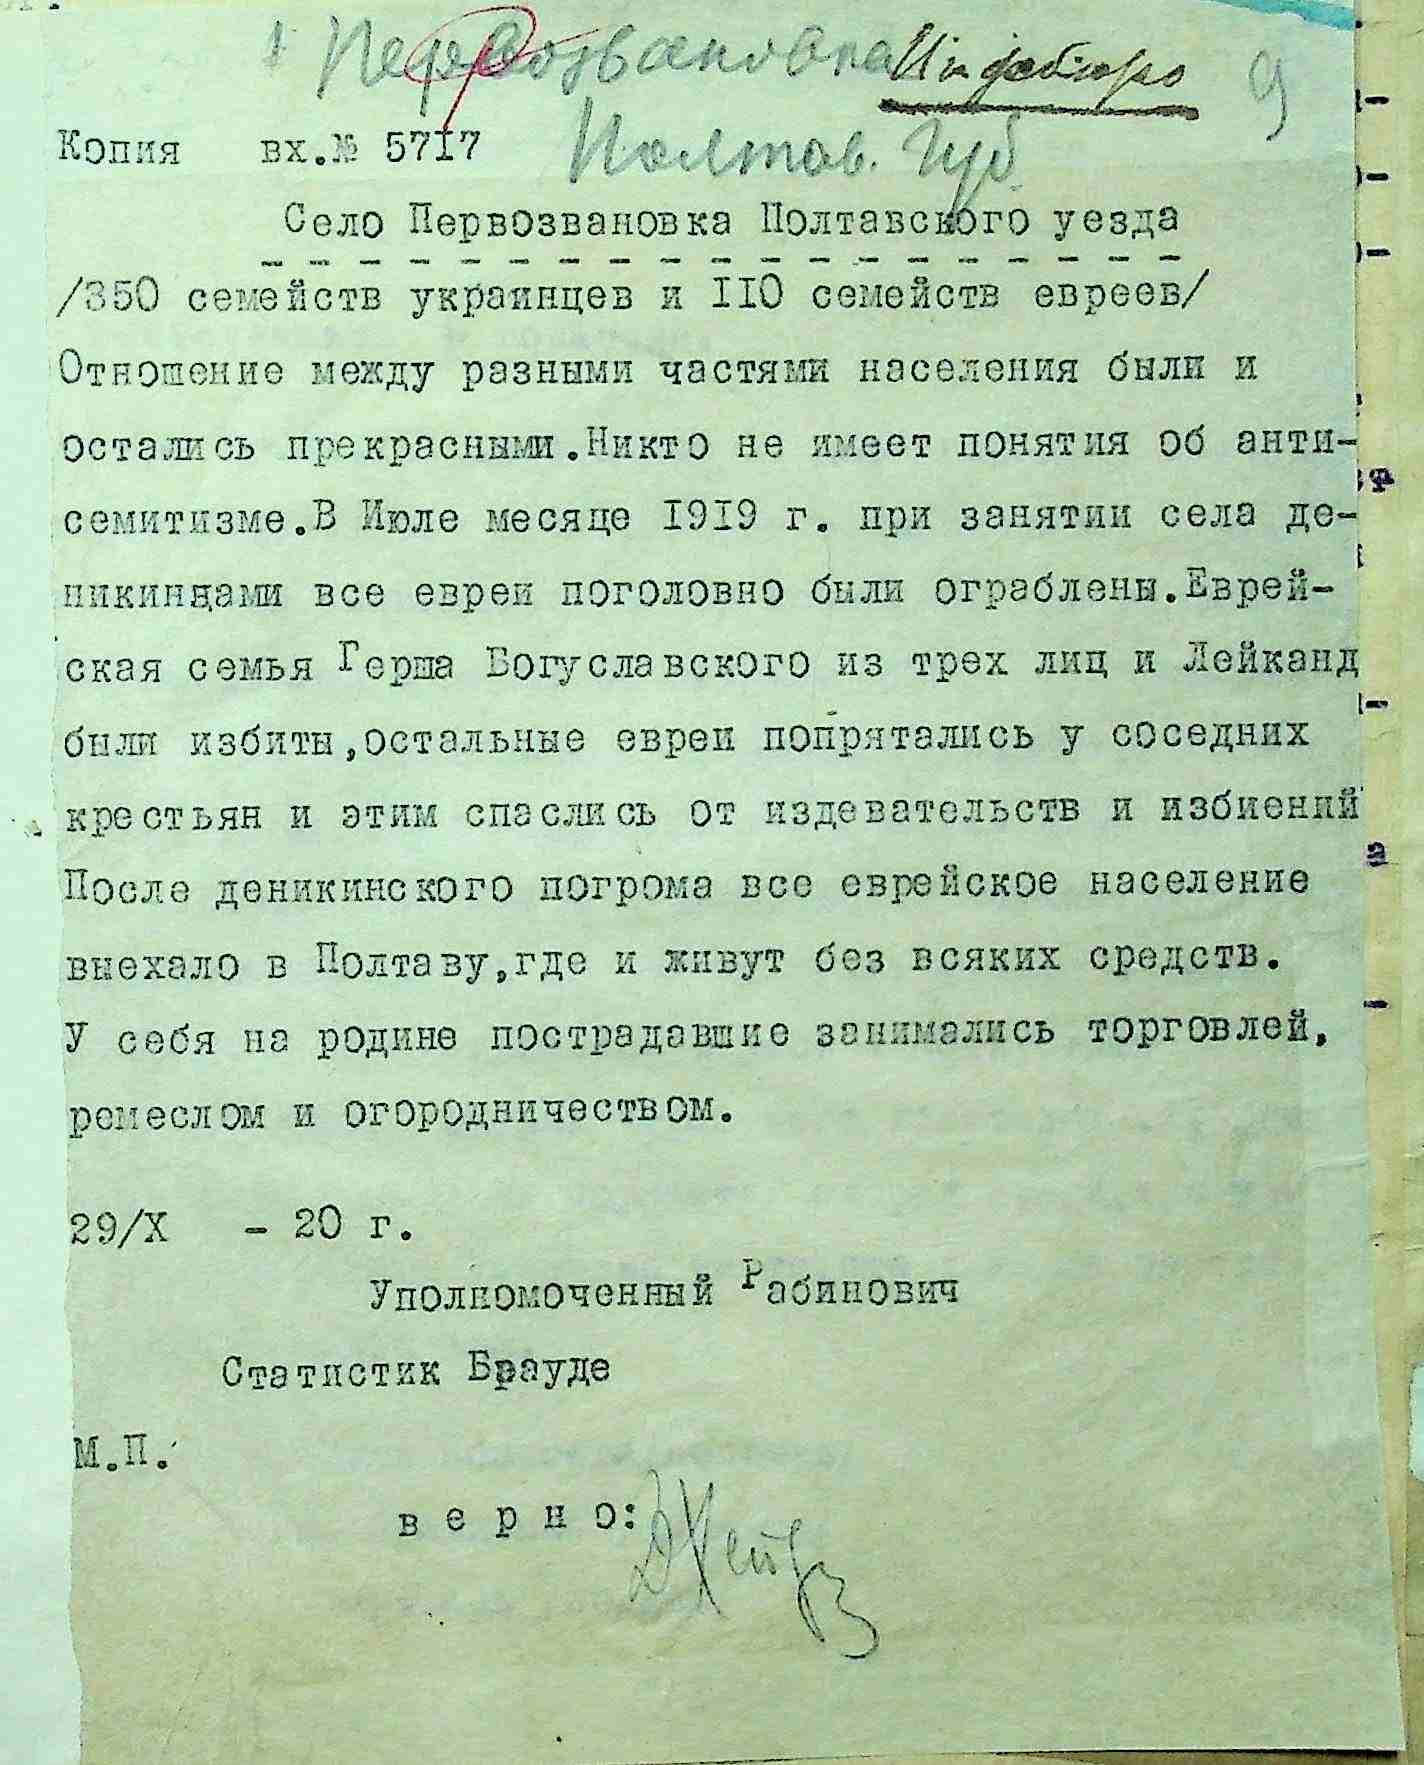 Первозвановка Инфбюро 9
Полтав. Губ.
Копия вх.№ 5717
Село Первозвановка Полтавского уезда
/350 семейств украинцев и 110 семейств евреев/
Отношение между разными частями населения были и
остались прекрасными.Никто не имеет понятия об анти-
семитизме.В Июле месяце 1919 г. при занятии села де-
никинцами все евреи поголовно были ограблены.Еврей-
ская семья Герша Богуславского из трех лиц и Лейканд
были избиты,остальные евреи попрятались у соседних
крестьян и этим спаслись от издевательств и избиений
После деникинского погрома все еврейское население
выехало в Полтаву,где и живут без всяких средств.
У себя на родине пострадавшие занимались торговлей,
ремеслом и огородничеством.
29/X - 20 г.
Уполномоченный Рабинович
Статистик Брауде
М.П.
в е р н о: